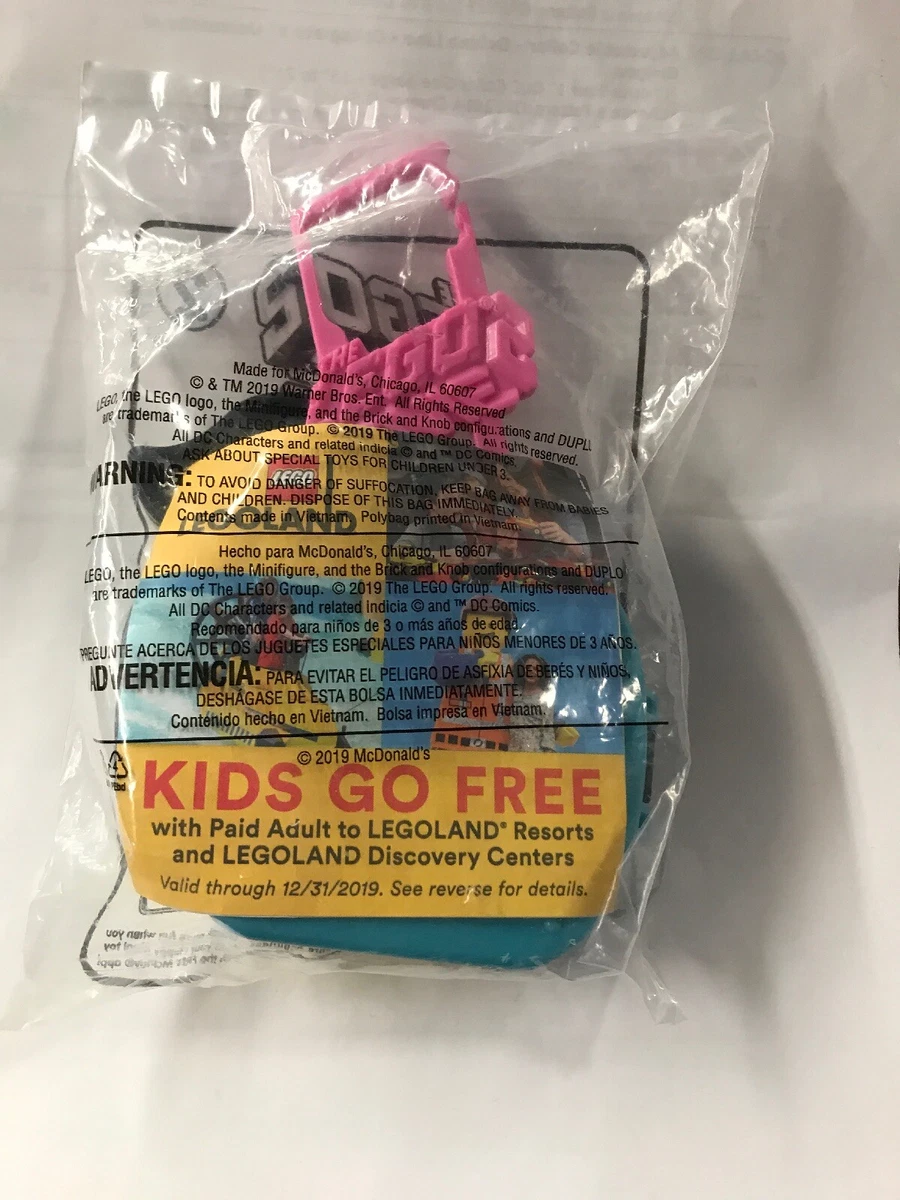 THE
LEGO
Made for McDonald's, Chicago, IL 60607
© & TM 2019 Warner Bros. Ent. All Rights Reserved
LEGO, the LEGO logo, the Minifigure, and the Brick and Knob configurations and DUPL
are trademarks of The LEGO Group. © 2019 The LEGO Group. All rights reserved.
All DC Characters and related indicia © and ™ DC Comics.
ASK ABOUT SPECIAL TOYS FOR CHILDREN UNDER 3.
WARNING: TO AVOID DANGER OF SUFFOCATION, KEEP BAG AWAY FROM BABIES
AND CHILDREN. DISPOSE OF THIS BAG IMMEDIATELY.
Contents made in Vietnam. Polybag printed in Vietnam.
LEGO
LEGOLAND
Hecho para McDonald's, Chicago, IL 60607
LEGO, the LEGO logo, the Minifigure, and the Brick and Knob configurations and DUPLO
are trademarks of The LEGO Group. © 2019 The LEGO Group. All rights reserved.
All DC Characters and related Indicia © and ™ DC Comics.
Recomendado para niños de 3 o más años de edad.
PREGUNTE ACERCA DE LOS JUGUETES ESPECIALES PARA NIÑOS MENORES DE 3 AÑOS.
ADVERTENCIA: PARA EVITAR EL PELIGRO DE ASFIXIA DE BEBÉS Y NIÑOS,
DESHÁGASE DE ESTA BOLSA INMEDIATAMENTE.
Contenido hecho en Vietnam. Bolsa impresa en Vietnam.
© 2019 McDonald's
4
KIDS GO FREE
with Paid Adult to LEGOLAND® Resorts
and LEGOLAND Discovery Centers
Valid through 12/31/2019. See reverse for details.